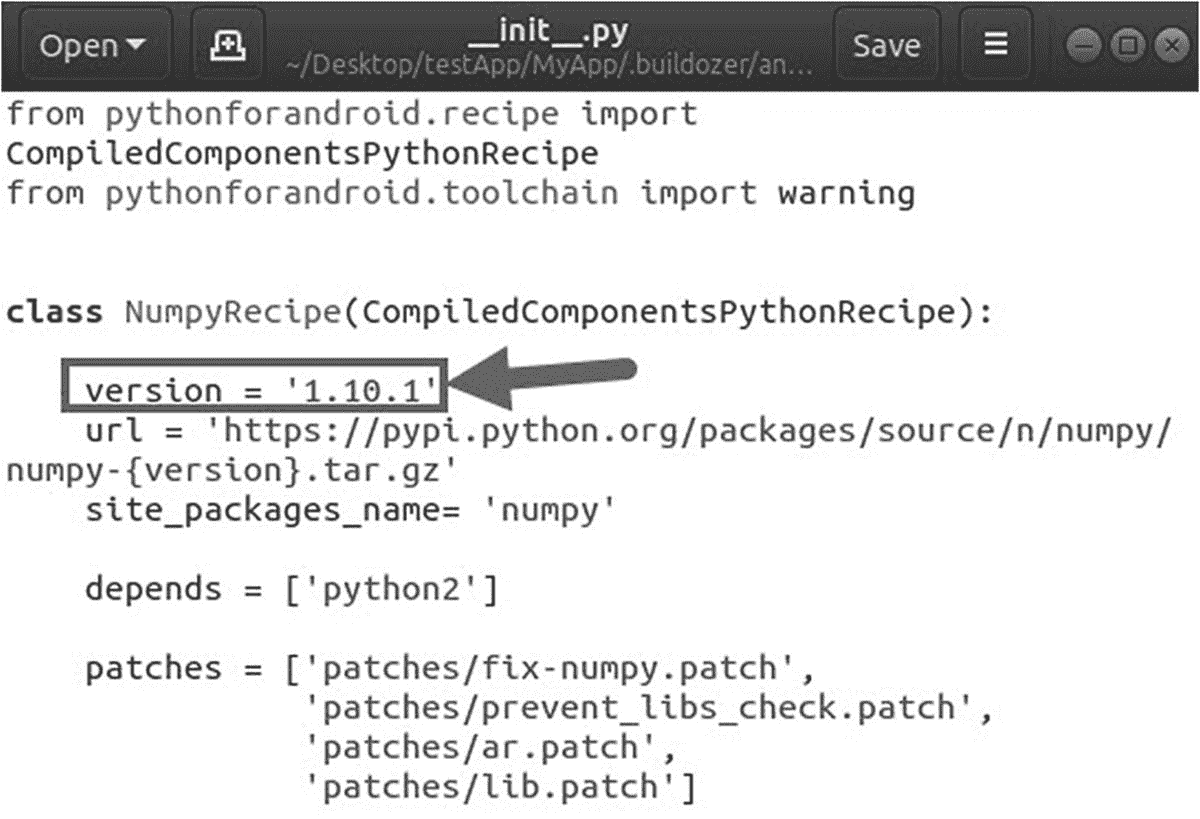 Open
__init__.py
~/Desktop/testApp/MyApp/.buildozer/an...
Save
from pythonforandroid.recipe import
CompiledComponentsPythonRecipe
from pythonforandroid.toolchain import warning
class NumpyRecipe(CompiledComponentsPythonRecipe):
version = '1.10.1'
url = 'https://pypi.python.org/packages/source/n/numpy/
numpy-{version}.tar.gz'
site_packages_name= 'numpy'
depends = ['python2']
patches = ['patches/fix-numpy.patch',
'patches/prevent_libs_check.patch',
'patches/ar.patch',
'patches/lib.patch']